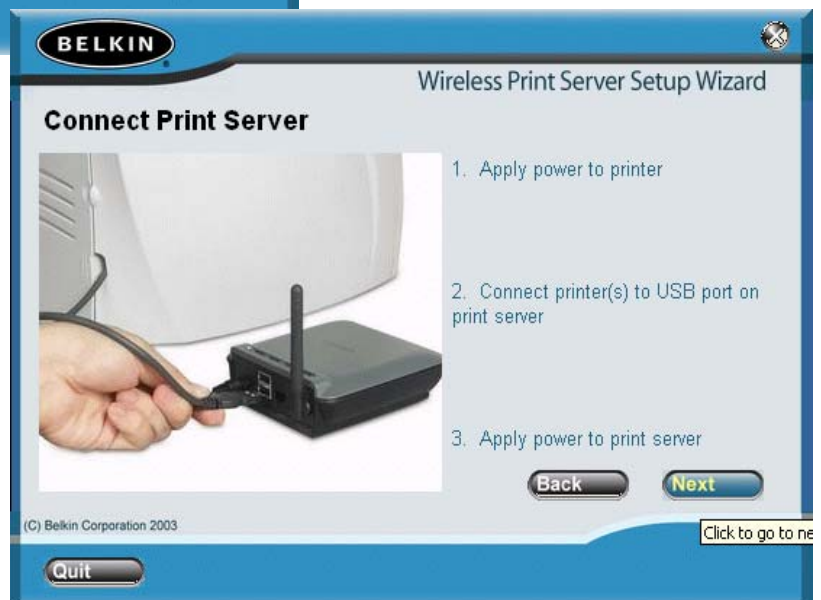 BELKIN
Wireless Print Server Setup Wizard
Connect Print Server
1. Apply power to printer
2. Connect printer(s) to USB port on
print server
3. Apply power to print server
Back
Next
(C) Belkin Corporation 2003
Click to go to ne
Quit